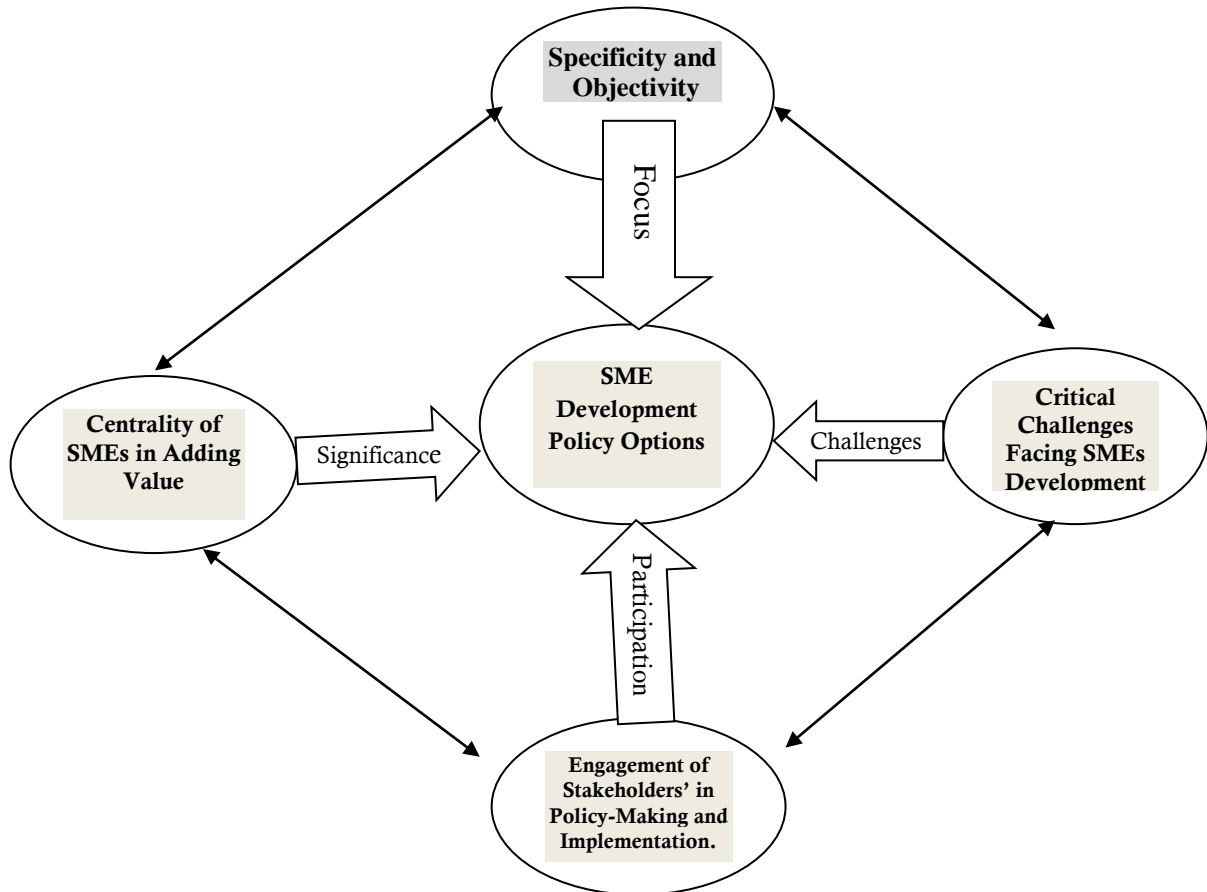 Specificity and
Objectivity
Focus
SME
Development
Policy Options
Centrality of
SMEs in Adding
Value
Significance
Challenges
Critical
Challenges
Facing SMEs
Development
Participation
Engagement of
Stakeholders’ in
Policy-Making and
Implementation.